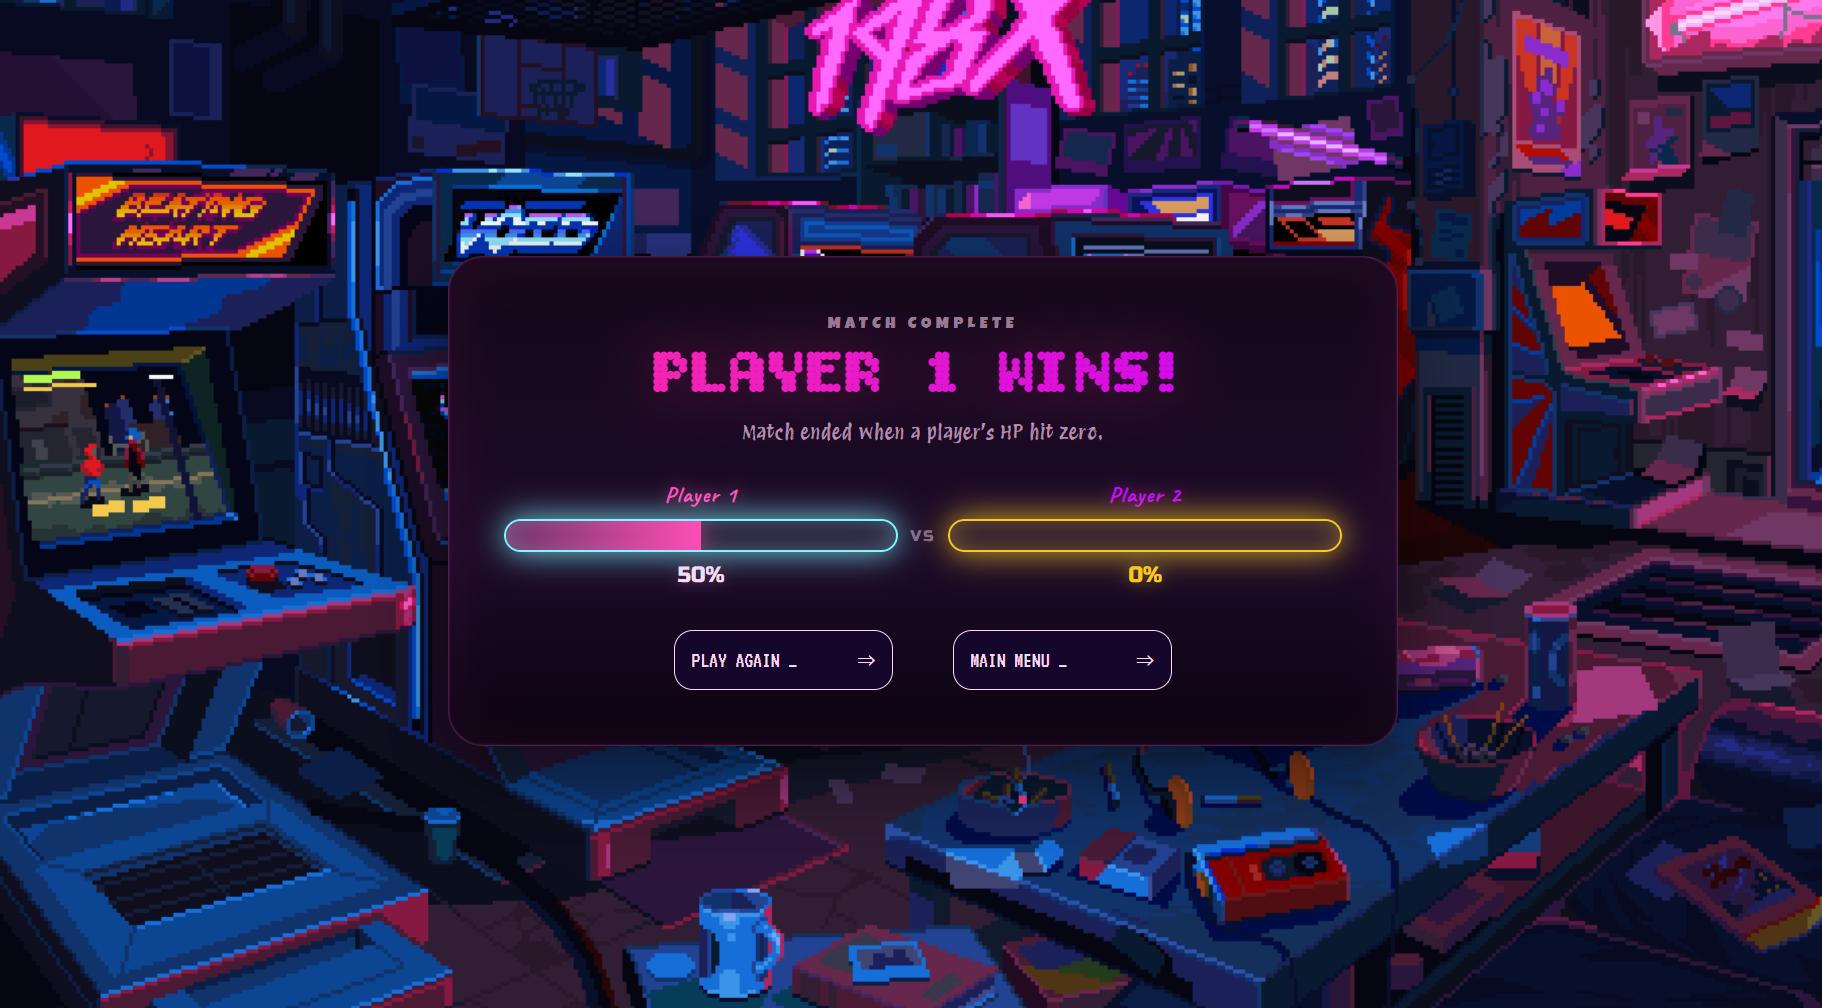 MATCH COMPLETE
PLAYER 1 WINS!
Match ended when a player's HP hit zero.
Player 1
Player 2
VS
50%
0%
PLAY AGAIN _ ⇒
MAIN MENU _ ⇒